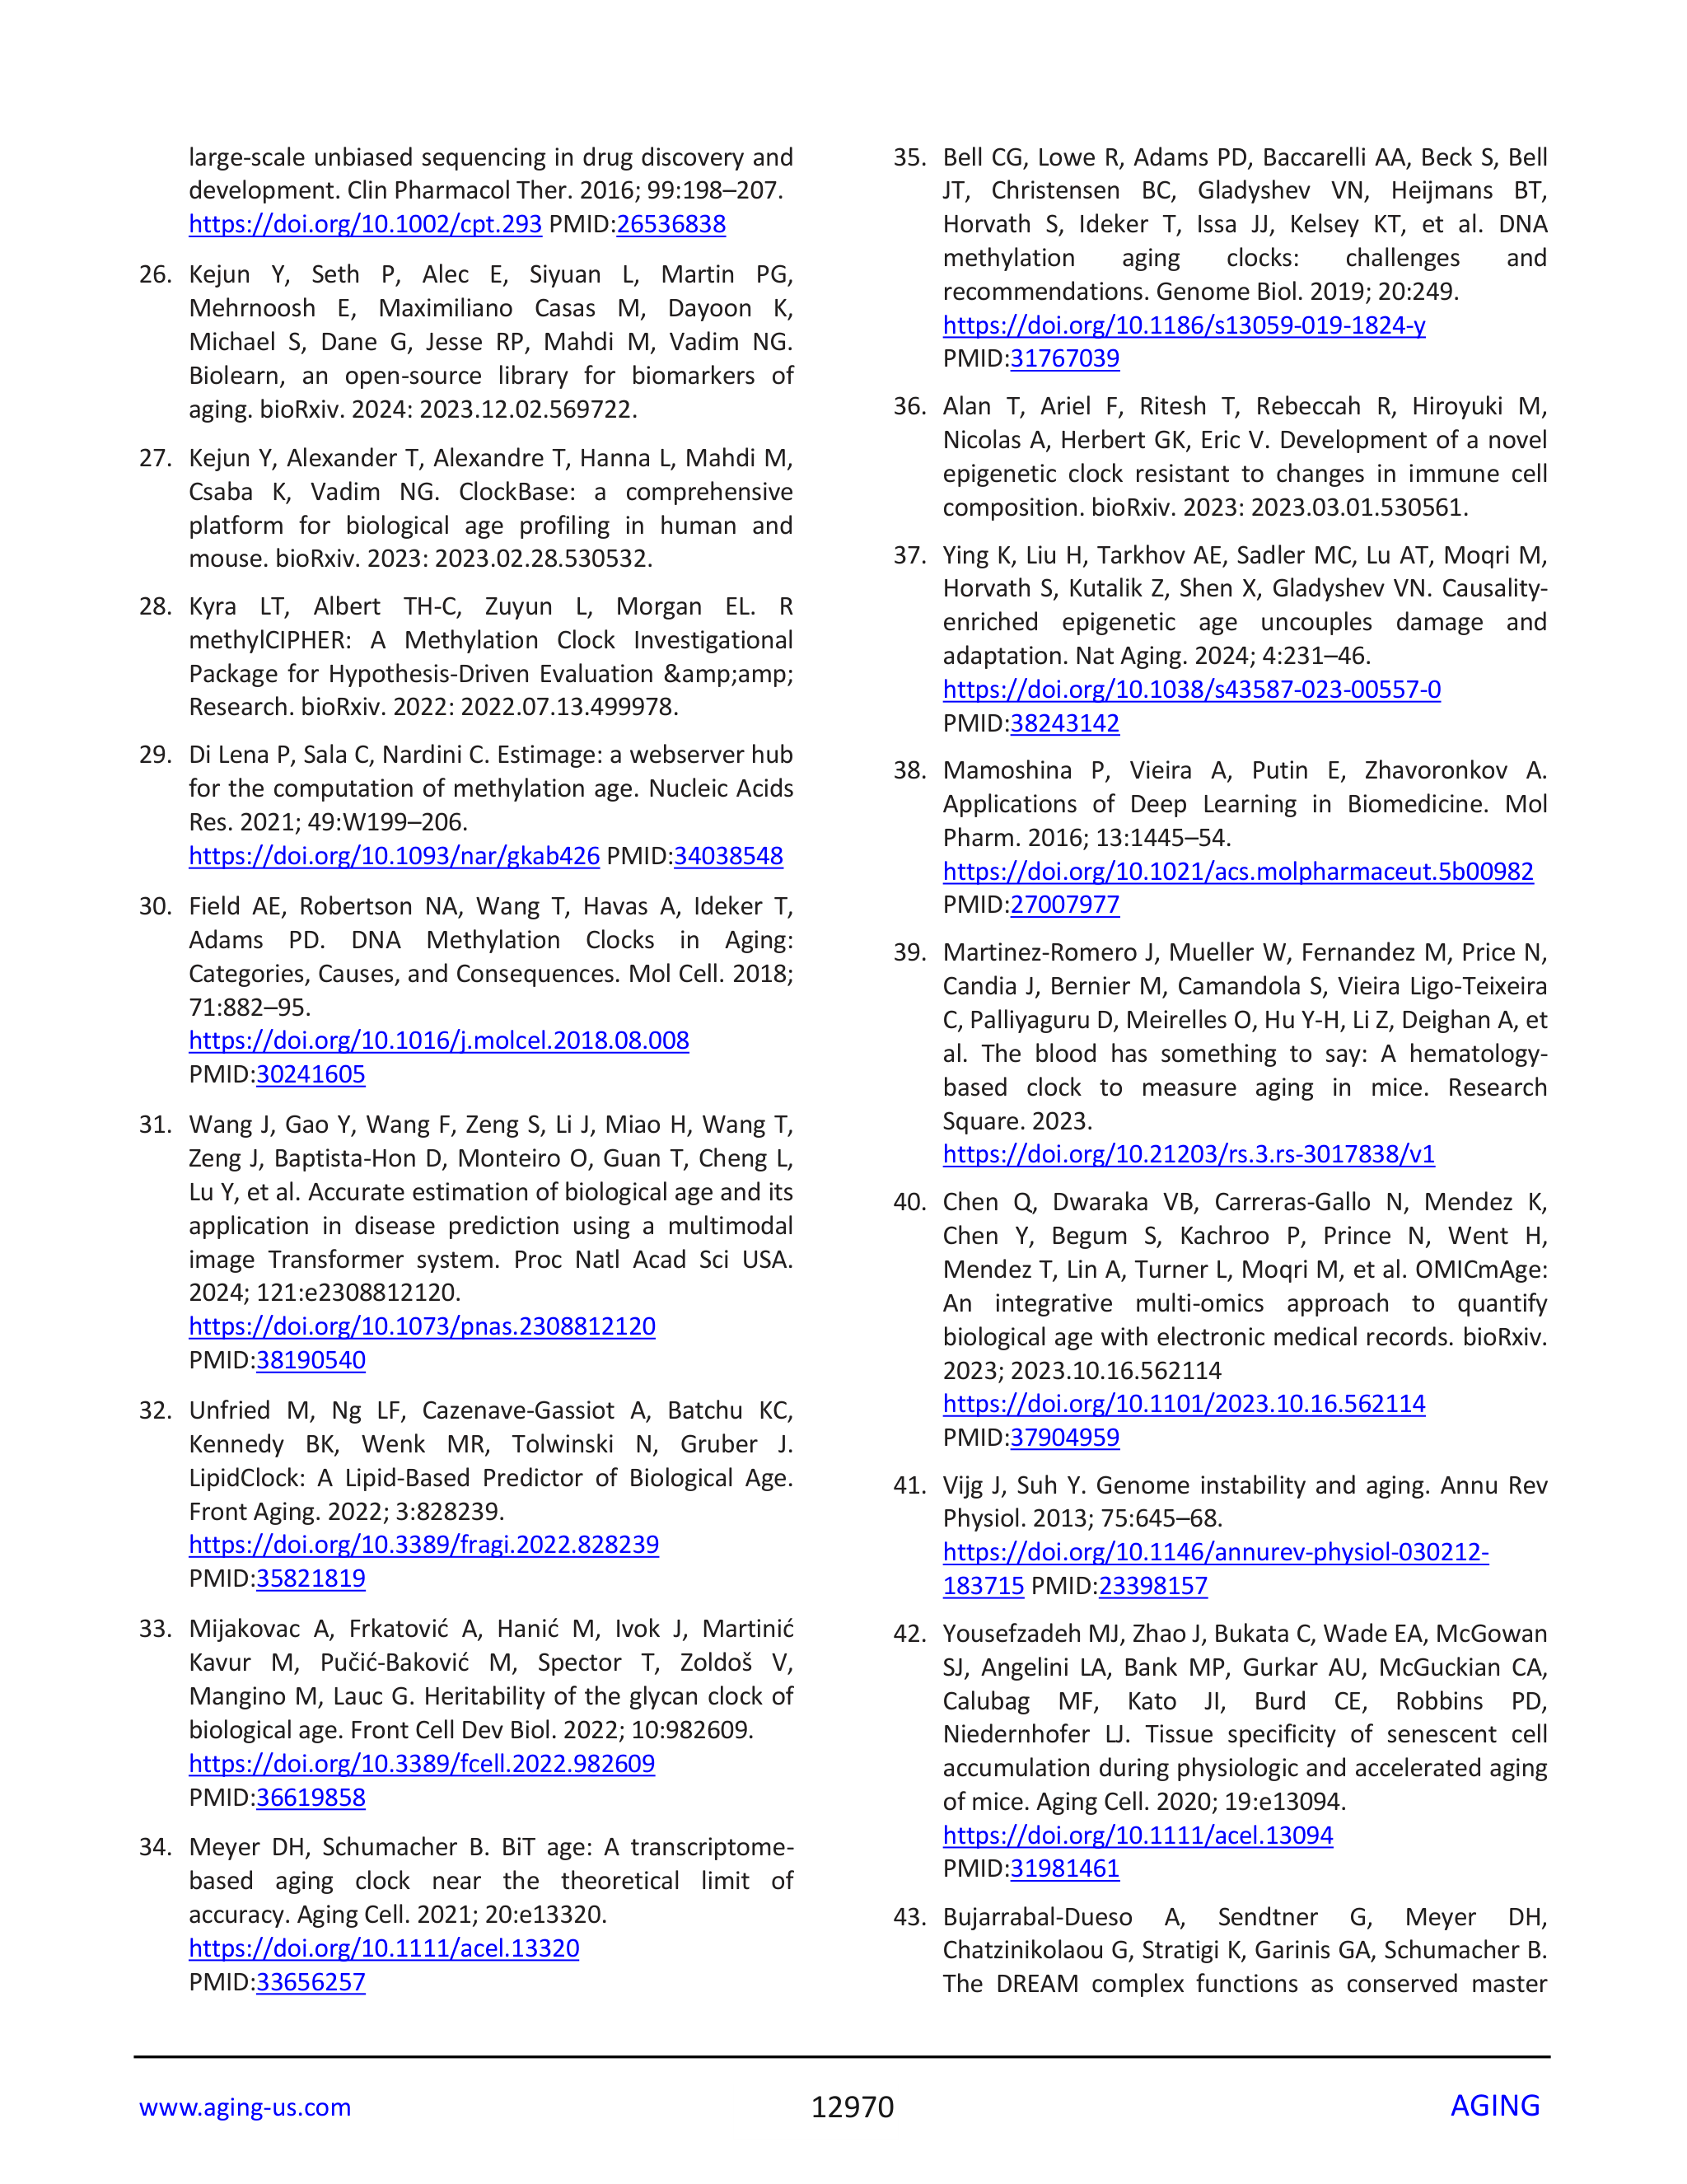 large-scale unbiased sequencing in drug discovery and
development. Clin Pharmacol Ther. 2016; 99:198–207.
https://doi.org/10.1002/cpt.293 PMID:26536838
26. Kejun Y, Seth P, Alec E, Siyuan L, Martin PG,
Mehrnoosh E, Maximiliano Casas M, Dayoon K,
Michael S, Dane G, Jesse RP, Mahdi M, Vadim NG.
Biolearn, an open-source library for biomarkers of
aging. bioRxiv. 2024: 2023.12.02.569722.
27. Kejun Y, Alexander T, Alexandre T, Hanna L, Mahdi M,
Csaba K, Vadim NG. ClockBase: a comprehensive
platform for biological age profiling in human and
mouse. bioRxiv. 2023: 2023.02.28.530532.
28. Kyra LT, Albert TH-C, Zuyun L, Morgan EL. R
methylCIPHER: A Methylation Clock Investigational
Package for Hypothesis-Driven Evaluation &amp;amp;
Research. bioRxiv. 2022: 2022.07.13.499978.
29. Di Lena P, Sala C, Nardini C. Estimage: a webserver hub
for the computation of methylation age. Nucleic Acids
Res. 2021; 49:W199–206.
https://doi.org/10.1093/nar/gkab426 PMID:34038548
30. Field AE, Robertson NA, Wang T, Havas A, Ideker T,
Adams PD. DNA Methylation Clocks in Aging:
Categories, Causes, and Consequences. Mol Cell. 2018;
71:882–95.
https://doi.org/10.1016/j.molcel.2018.08.008
PMID:30241605
31. Wang J, Gao Y, Wang F, Zeng S, Li J, Miao H, Wang T,
Zeng J, Baptista-Hon D, Monteiro O, Guan T, Cheng L,
Lu Y, et al. Accurate estimation of biological age and its
application in disease prediction using a multimodal
image Transformer system. Proc Natl Acad Sci USA.
2024; 121:e2308812120.
https://doi.org/10.1073/pnas.2308812120
PMID:38190540
32. Unfried M, Ng LF, Cazenave-Gassiot A, Batchu KC,
Kennedy BK, Wenk MR, Tolwinski N, Gruber J.
LipidClock: A Lipid-Based Predictor of Biological Age.
Front Aging. 2022; 3:828239.
https://doi.org/10.3389/fragi.2022.828239
PMID:35821819
33. Mijakovac A, Frkatović A, Hanić M, Ivok J, Martinić
Kavur M, Pučić-Baković M, Spector T, Zoldoš V,
Mangino M, Lauc G. Heritability of the glycan clock of
biological age. Front Cell Dev Biol. 2022; 10:982609.
https://doi.org/10.3389/fcell.2022.982609
PMID:36619858
34. Meyer DH, Schumacher B. BiT age: A transcriptome-
based aging clock near the theoretical limit of
accuracy. Aging Cell. 2021; 20:e13320.
https://doi.org/10.1111/acel.13320
PMID:33656257
35. Bell CG, Lowe R, Adams PD, Baccarelli AA, Beck S, Bell
JT, Christensen BC, Gladyshev VN, Heijmans BT,
Horvath S, Ideker T, Issa JJ, Kelsey KT, et al. DNA
methylation aging clocks: challenges and
recommendations. Genome Biol. 2019; 20:249.
https://doi.org/10.1186/s13059-019-1824-y
PMID:31767039
36. Alan T, Ariel F, Ritesh T, Rebeccah R, Hiroyuki M,
Nicolas A, Herbert GK, Eric V. Development of a novel
epigenetic clock resistant to changes in immune cell
composition. bioRxiv. 2023: 2023.03.01.530561.
37. Ying K, Liu H, Tarkhov AE, Sadler MC, Lu AT, Moqri M,
Horvath S, Kutalik Z, Shen X, Gladyshev VN. Causality-
enriched epigenetic age uncouples damage and
adaptation. Nat Aging. 2024; 4:231–46.
https://doi.org/10.1038/s43587-023-00557-0
PMID:38243142
38. Mamoshina P, Vieira A, Putin E, Zhavoronkov A.
Applications of Deep Learning in Biomedicine. Mol
Pharm. 2016; 13:1445–54.
https://doi.org/10.1021/acs.molpharmaceut.5b00982
PMID:27007977
39. Martinez-Romero J, Mueller W, Fernandez M, Price N,
Candia J, Bernier M, Camandola S, Vieira Ligo-Teixeira
C, Palliyaguru D, Meirelles O, Hu Y-H, Li Z, Deighan A, et
al. The blood has something to say: A hematology-
based clock to measure aging in mice. Research
Square. 2023.
https://doi.org/10.21203/rs.3.rs-3017838/v1
40. Chen Q, Dwaraka VB, Carreras-Gallo N, Mendez K,
Chen Y, Begum S, Kachroo P, Prince N, Went H,
Mendez T, Lin A, Turner L, Moqri M, et al. OMICmAge:
An integrative multi-omics approach to quantify
biological age with electronic medical records. bioRxiv.
2023; 2023.10.16.562114
https://doi.org/10.1101/2023.10.16.562114
PMID:37904959
41. Vijg J, Suh Y. Genome instability and aging. Annu Rev
Physiol. 2013; 75:645–68.
https://doi.org/10.1146/annurev-physiol-030212-
183715 PMID:23398157
42. Yousefzadeh MJ, Zhao J, Bukata C, Wade EA, McGowan
SJ, Angelini LA, Bank MP, Gurkar AU, McGuckian CA,
Calubag MF, Kato JI, Burd CE, Robbins PD,
Niedernhofer LJ. Tissue specificity of senescent cell
accumulation during physiologic and accelerated aging
of mice. Aging Cell. 2020; 19:e13094.
https://doi.org/10.1111/acel.13094
PMID:31981461
43. Bujarrabal-Dueso A, Sendtner G, Meyer DH,
Chatzinikolaou G, Stratigi K, Garinis GA, Schumacher B.
The DREAM complex functions as conserved master
www.aging-us.com
12970
AGING